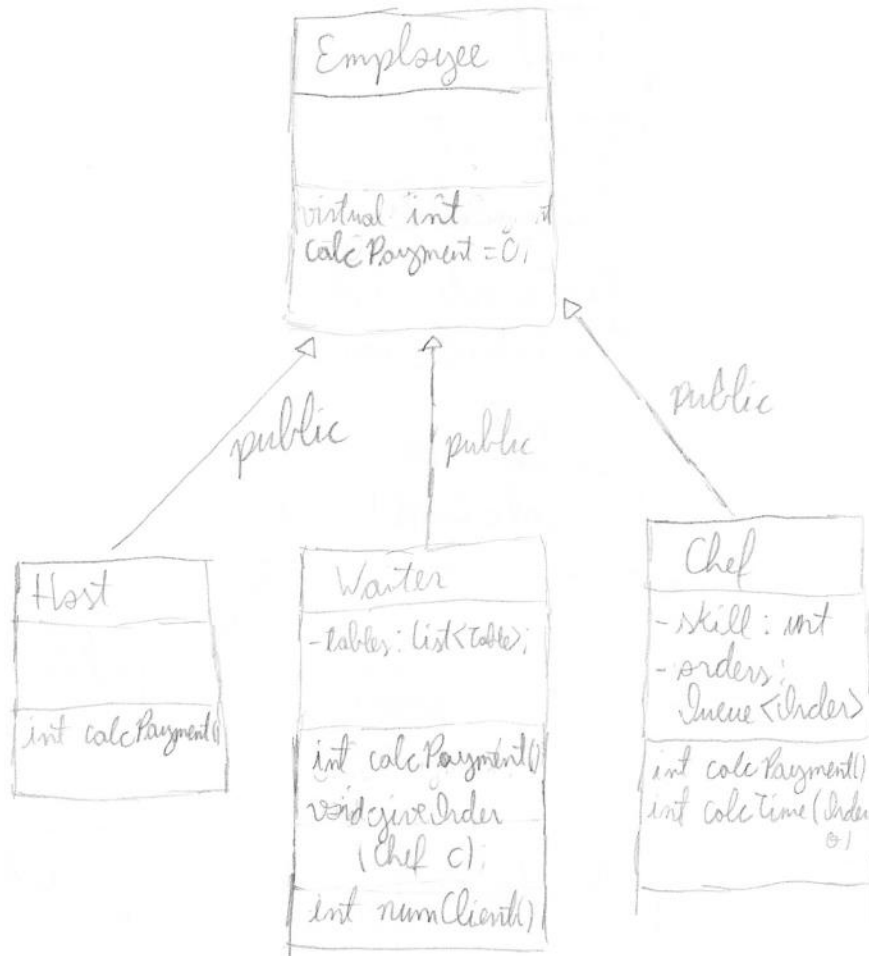 Employee
virtual int
calcPayment = 0;
public
public
public
Host
int calcPayment()
Waiter
- tables: List<Table>;
int calcPayment()
void giveOrder
(Chef c);
int numClient()
Chef
- skill: int
- orders:
Queue<Order>
int calcPayment()
int calcTime(Order
o)